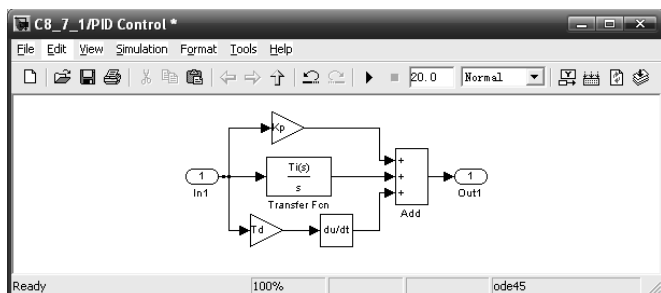 C8_7_1/PID Control *
File Edit View Simulation Format Tools Help
20.0 Normal
Kp
1
In1
Ti(s)
s
Transfer Fcn
Td
du/dt
+
+
+
Add
1
Out1
Ready 100% ode45